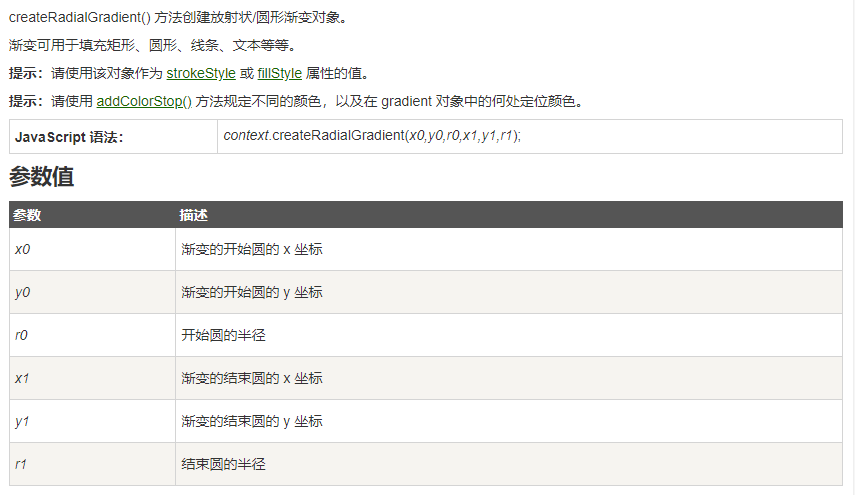 createRadialGradient() 方法创建放射状/圆形渐变对象。
渐变可用于填充矩形、圆形、线条、文本等等。
提示：请使用该对象作为 strokeStyle 或 fillStyle 属性的值。
提示：请使用 addColorStop() 方法规定不同的颜色，以及在 gradient 对象中的何处定位颜色。
JavaScript 语法： context.createRadialGradient(x0,y0,r0,x1,y1,r1);
参数值
参数 描述
x0 渐变的开始圆的 x 坐标
y0 渐变的开始圆的 y 坐标
r0 开始圆的半径
x1 渐变的结束圆的 x 坐标
y1 渐变的结束圆的 y 坐标
r1 结束圆的半径